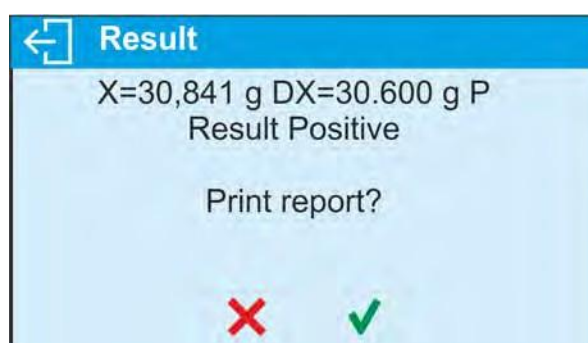 Result
X=30,841 g DX=30.600 g P
Result Positive
Print report?